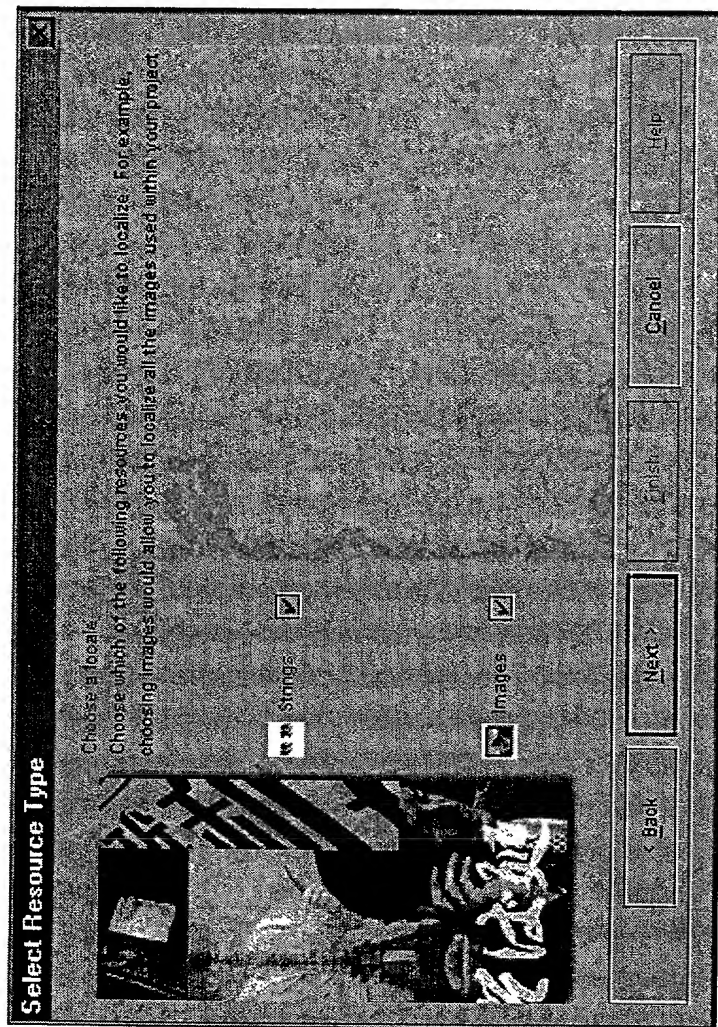 Select Resource Type
Choose a locale
Choose which of the following resources you would like to localize. For example,
choosing images would allow you to localize all the images used within your project.
Strings
Images
< Back
Next >
Finish
Cancel
Help